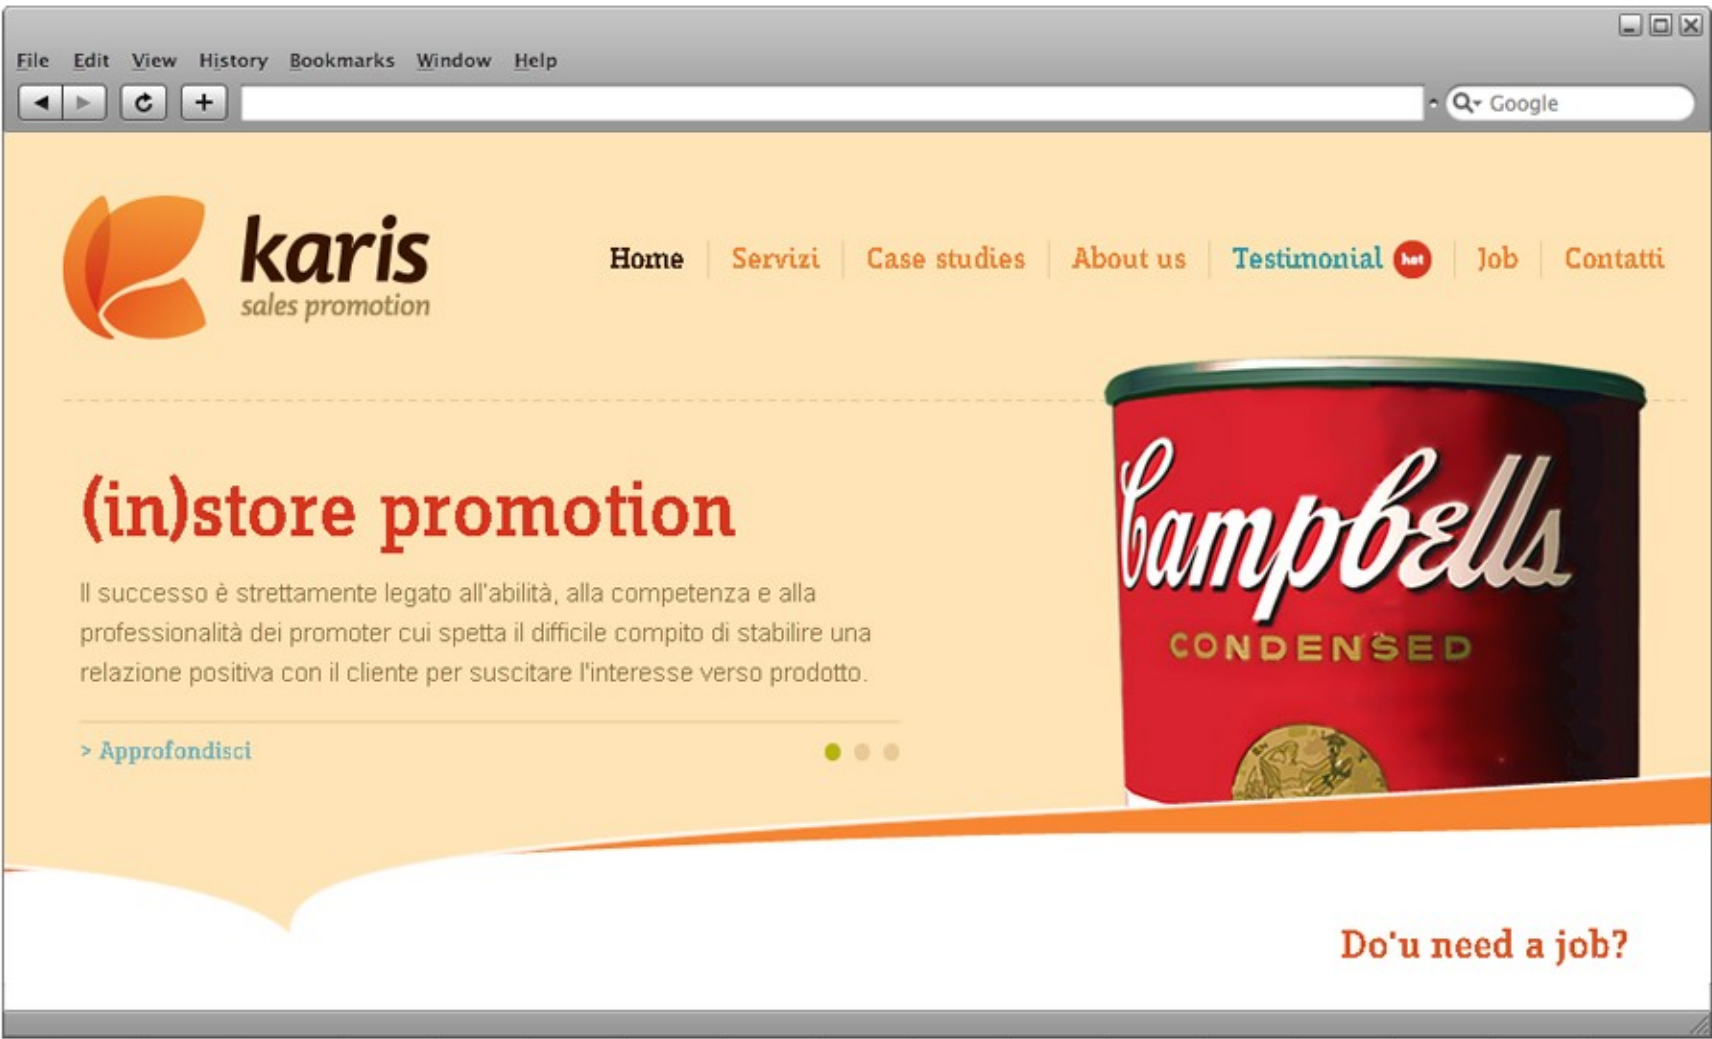 File Edit View History Bookmarks Window Help
Google
karis
sales promotion
Home Servizi Case studies About us Testimonial hot Job Contatti
(in)store promotion
Il successo è strettamente legato all'abilità, alla competenza e alla
professionalità dei promoter cui spetta il difficile compito di stabilire una
relazione positiva con il cliente per suscitare l'interesse verso prodotto.
> Approfondisci
Campbells
CONDENSED
Do'u need a job?